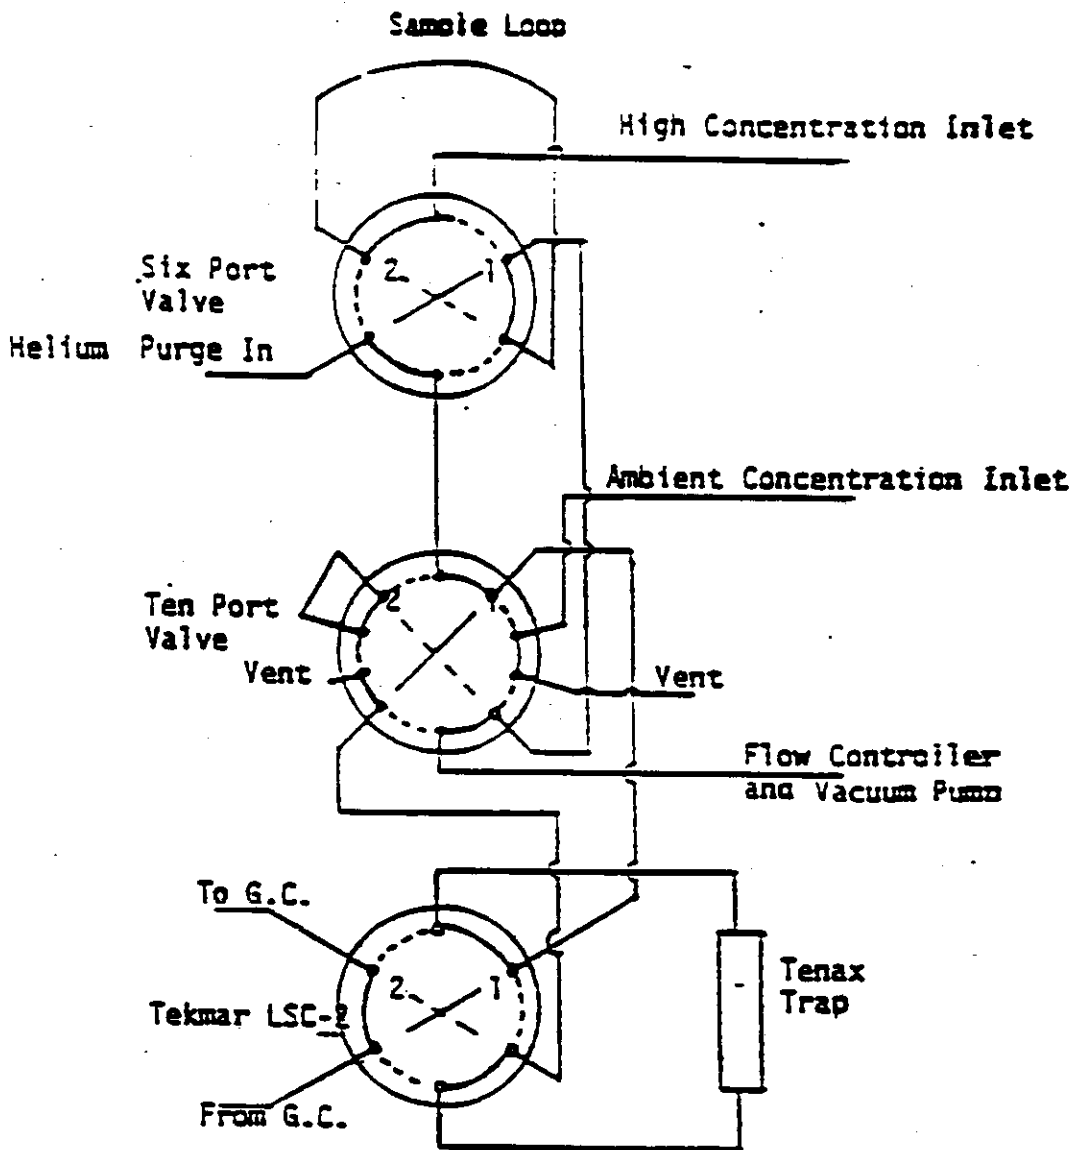 Sample Loop
High Concentration Inlet
2
1
Six Port
Valve
Helium Purge In
Ambient Concentration Inlet
2
1
Ten Port
Valve
Vent
Vent
Flow Controller
and Vacuum Pump
To G.C.
2
1
Tenax
Trap
Tekmar LSC-2
From G.C.